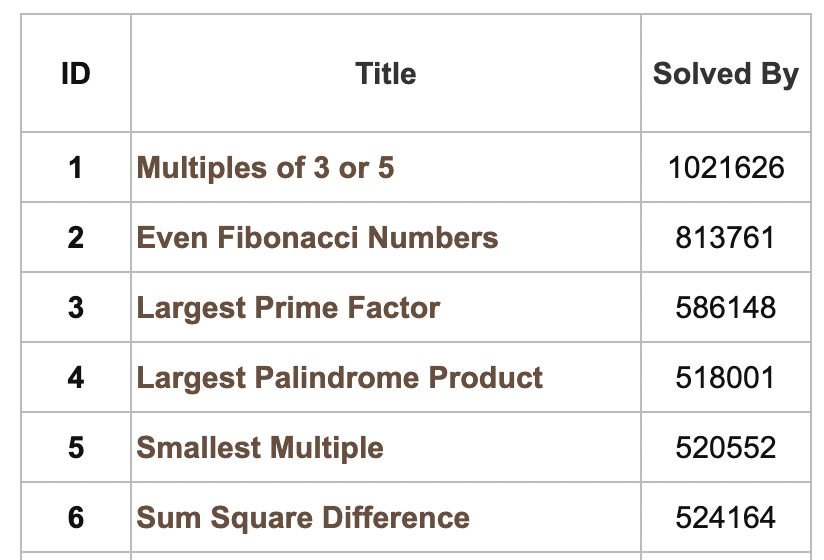 ID Title Solved By
1 Multiples of 3 or 5 1021626
2 Even Fibonacci Numbers 813761
3 Largest Prime Factor 586148
4 Largest Palindrome Product 518001
5 Smallest Multiple 520552
6 Sum Square Difference 524164